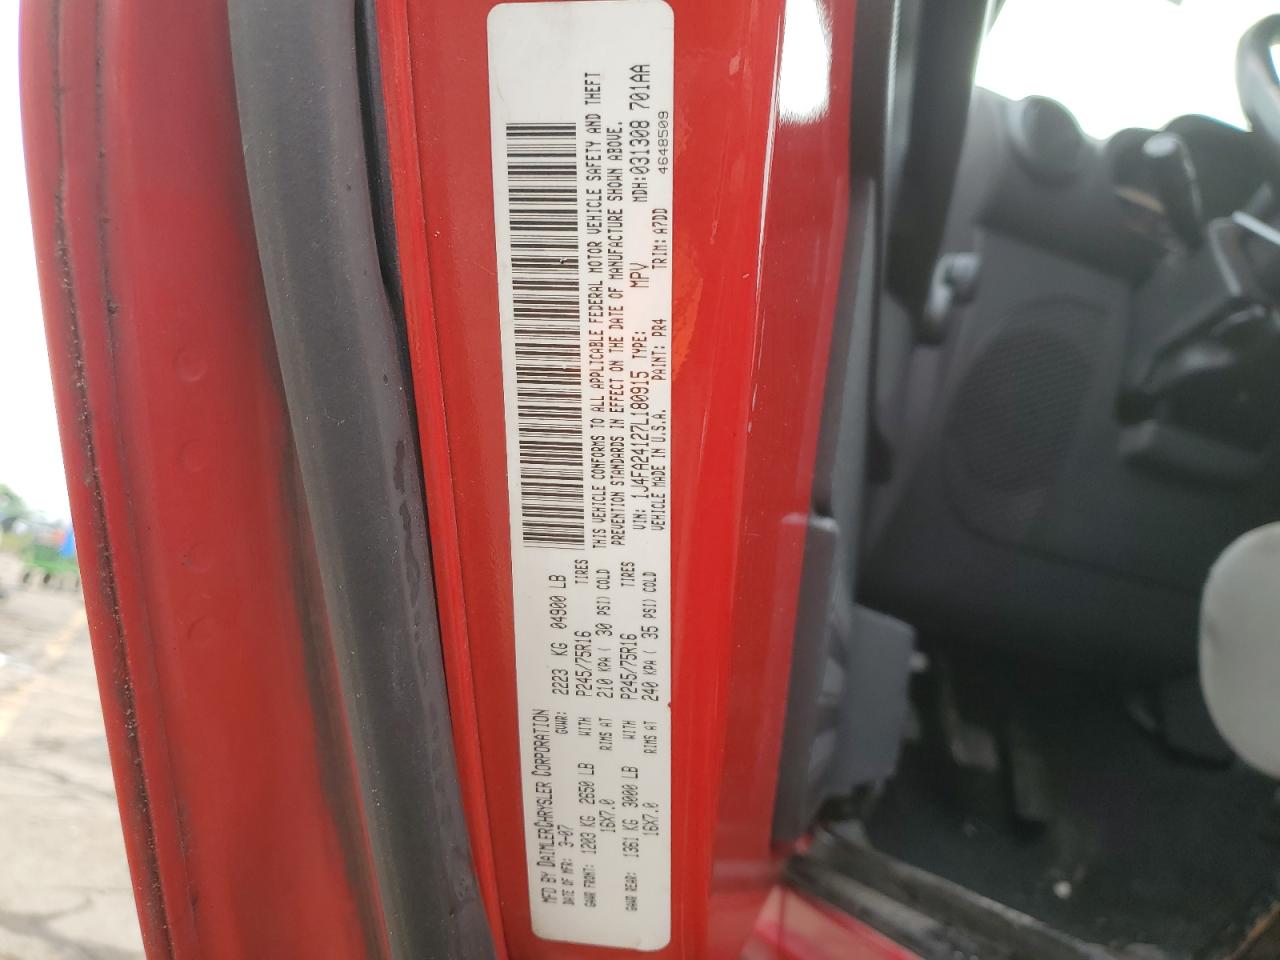 MFD BY DAIMLERCHRYSLER CORPORATION
DATE OF MFR: 3-07 GVWR: 2223 KG 04900 LB
GAWR FRONT: 1203 KG 2650 LB WITH P245/75R16 TIRES
16X7.0 RIMS AT 210 KPA ( 30 PSI) COLD
GAWR REAR: 1361 KG 3000 LB WITH P245/75R16 TIRES
16X7.0 RIMS AT 240 KPA ( 35 PSI) COLD
THIS VEHICLE CONFORMS TO ALL APPLICABLE FEDERAL MOTOR VEHICLE SAFETY AND THEFT
PREVENTION STANDARDS IN EFFECT ON THE DATE OF MANUFACTURE SHOWN ABOVE.
VIN: 1J4FA24127L180915 TYPE: MPV MDH:031308 701AA
VEHICLE MADE IN U.S.A. PAINT: PR4 TRIM: A7DD 4648509